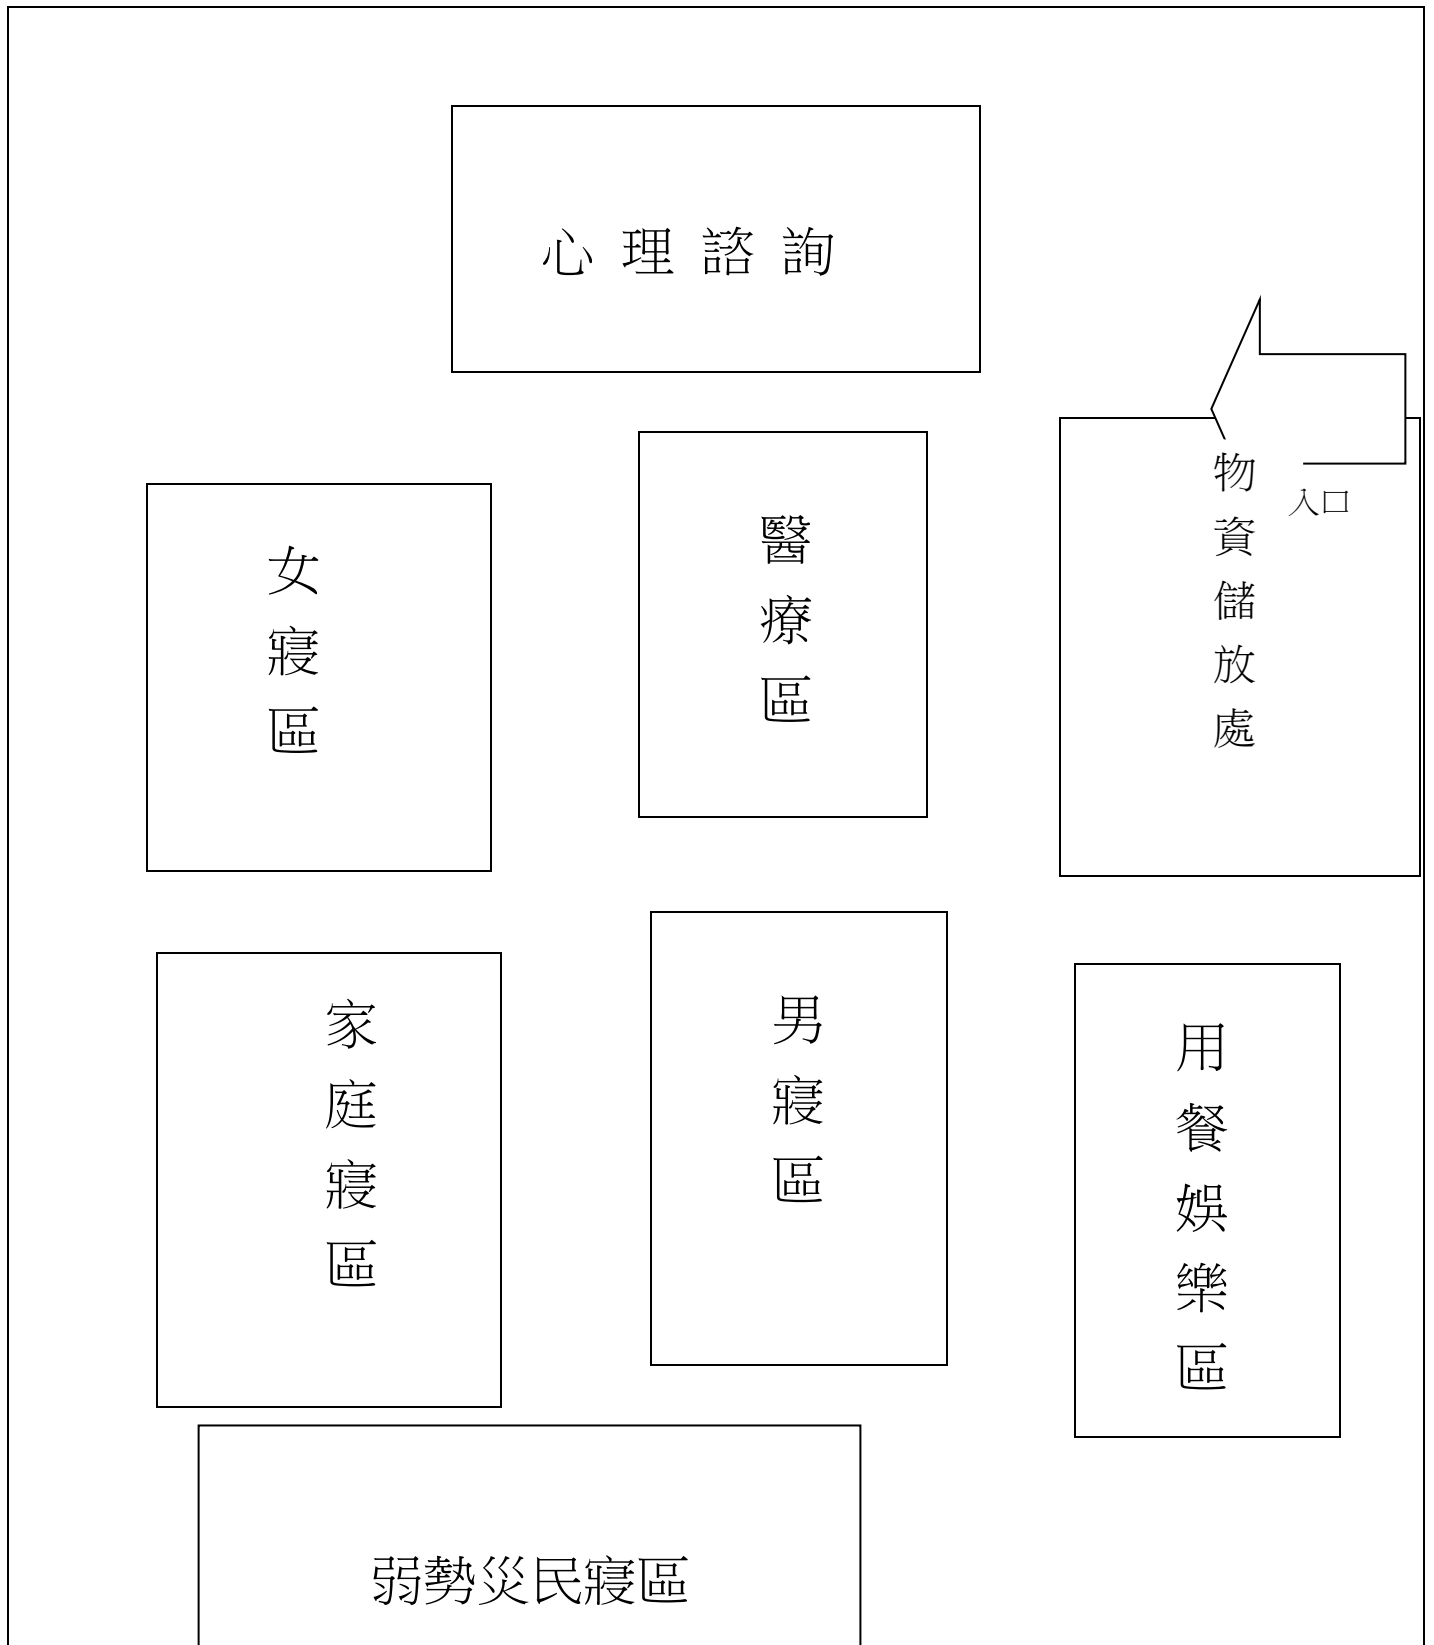 心理諮詢
物資儲放處
入口
醫療區
女寢區
家庭寢區
男寢區
用餐娛樂區
弱勢災民寢區